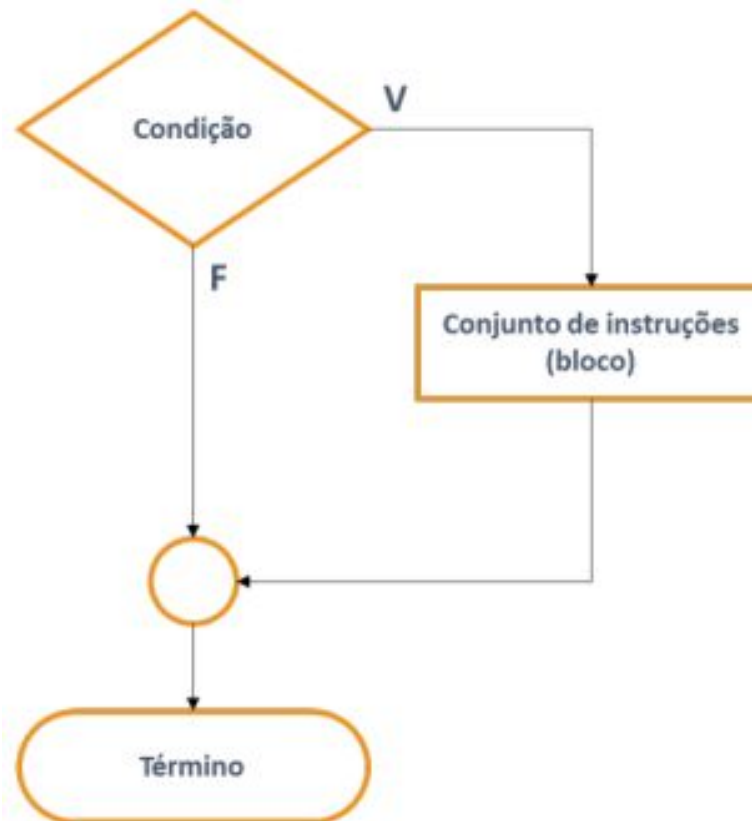 Condição
V
F
Conjunto de instruções
(bloco)
Término